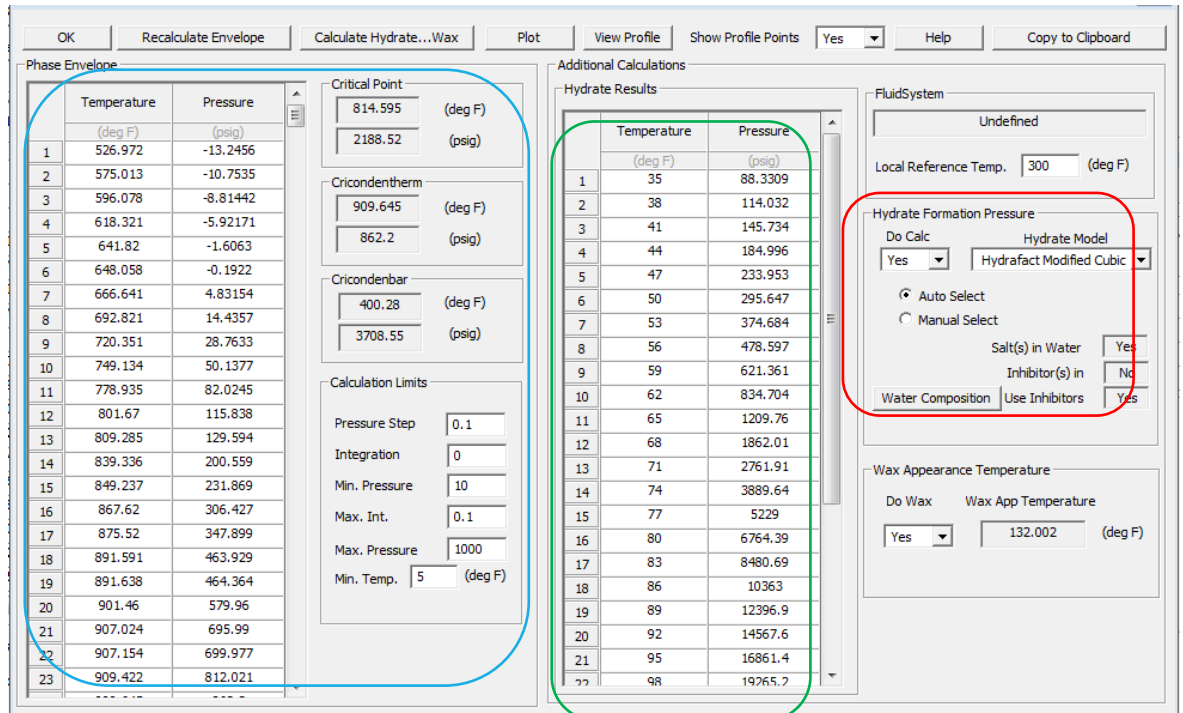 OK Recalculate Envelope Calculate Hydrate...Wax Plot View Profile Show Profile Points Yes Help Copy to Clipboard
Phase Envelope
Temperature Pressure
(deg F) (psig)
1 526.972 -13.2456
2 575.013 -10.7535
3 596.078 -8.81442
4 618.321 -5.92171
5 641.82 -1.6063
6 648.058 -0.1922
7 666.641 4.83154
8 692.821 14.4357
9 720.351 28.7633
10 749.134 50.1377
11 778.935 82.0245
12 801.67 115.838
13 809.285 129.594
14 839.336 200.559
15 849.237 231.869
16 867.62 306.427
17 875.52 347.899
18 891.591 463.929
19 891.638 464.364
20 901.46 579.96
21 907.024 695.99
22 907.154 699.977
23 909.422 812.021
Critical Point
814.595 (deg F)
2188.52 (psig)
Cricondentherm
909.645 (deg F)
862.2 (psig)
Cricondenbar
400.28 (deg F)
3708.55 (psig)
Calculation Limits
Pressure Step 0.1
Integration 0
Min. Pressure 10
Max. Int. 0.1
Max. Pressure 1000
Min. Temp. 5 (deg F)
Additional Calculations
Hydrate Results
Temperature Pressure
(deg F) (psig)
1 35 88.3309
2 38 114.032
3 41 145.734
4 44 184.996
5 47 233.953
6 50 295.647
7 53 374.684
8 56 478.597
9 59 621.361
10 62 834.704
11 65 1209.76
12 68 1862.01
13 71 2761.91
14 74 3889.64
15 77 5229
16 80 6764.39
17 83 8480.69
18 86 10363
19 89 12396.9
20 92 14567.6
21 95 16861.4
22 98 19265.2
FluidSystem
Undefined
Local Reference Temp. 300 (deg F)
Hydrate Formation Pressure
Do Calc Hydrate Model
Yes Hydrafact Modified Cubic
Auto Select
Manual Select
Salt(s) in Water Yes
Inhibitor(s) in No
Water Composition Use Inhibitors Yes
Wax Appearance Temperature
Do Wax Wax App Temperature
Yes 132.002 (deg F)